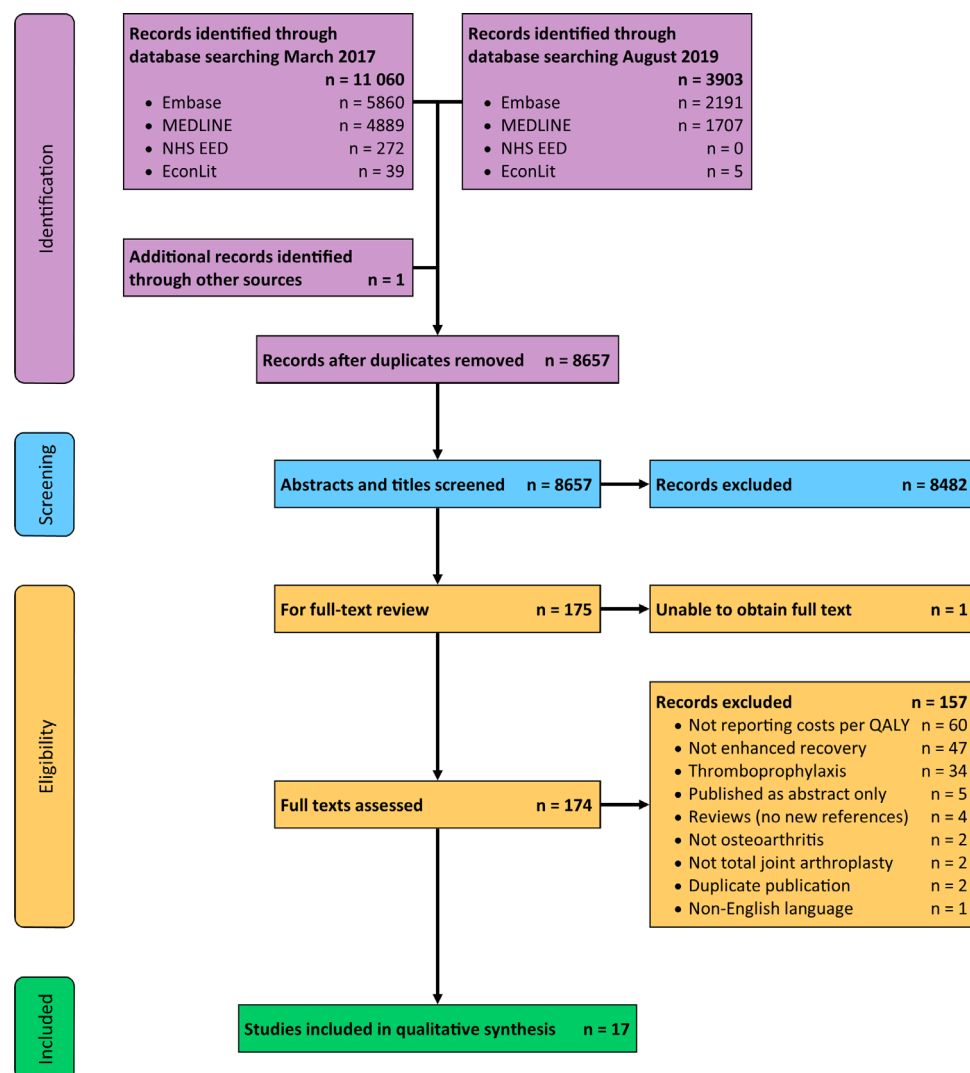 Identification
Records identified through
database searching March 2017
n = 11 060
• Embase n = 5860
• MEDLINE n = 4889
• NHS EED n = 272
• EconLit n = 39
Records identified through
database searching August 2019
n = 3903
• Embase n = 2191
• MEDLINE n = 1707
• NHS EED n = 0
• EconLit n = 5
Additional records identified
through other sources n = 1
Records after duplicates removed n = 8657
Screening
Abstracts and titles screened n = 8657
Records excluded n = 8482
Eligibility
For full-text review n = 175
Unable to obtain full text n = 1
Full texts assessed n = 174
Records excluded n = 157
• Not reporting costs per QALY n = 60
• Not enhanced recovery n = 47
• Thromboprophylaxis n = 34
• Published as abstract only n = 5
• Reviews (no new references) n = 4
• Not osteoarthritis n = 2
• Not total joint arthroplasty n = 2
• Duplicate publication n = 2
• Non-English language n = 1
Included
Studies included in qualitative synthesis n = 17